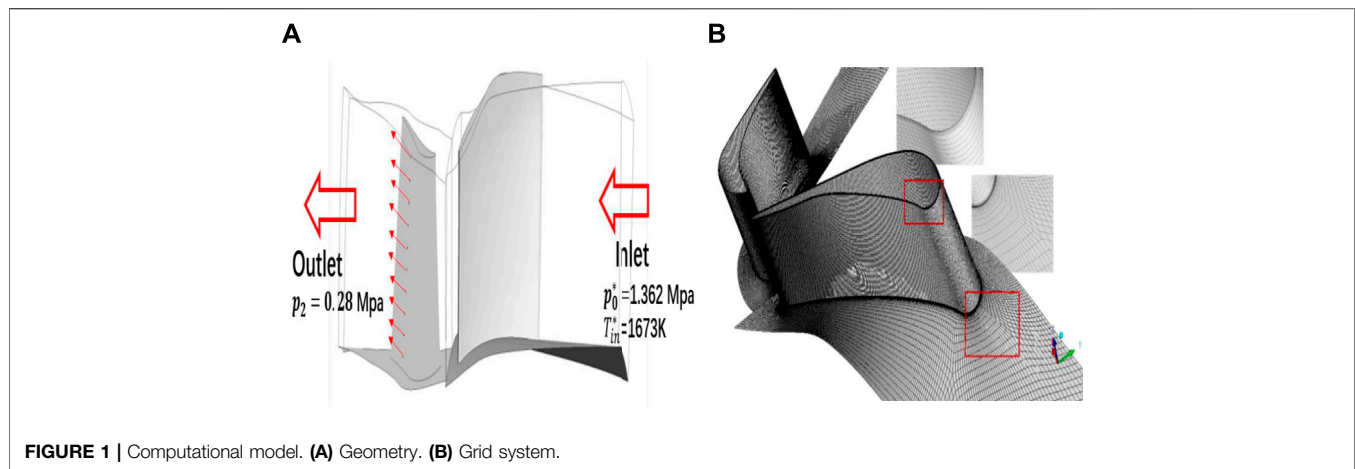 A
B
Outlet
p₂ = 0.28 Mpa
Inlet
p₀*=1.362 Mpa
Tᵢₙ*=1673K
FIGURE 1 | Computational model. (A) Geometry. (B) Grid system.